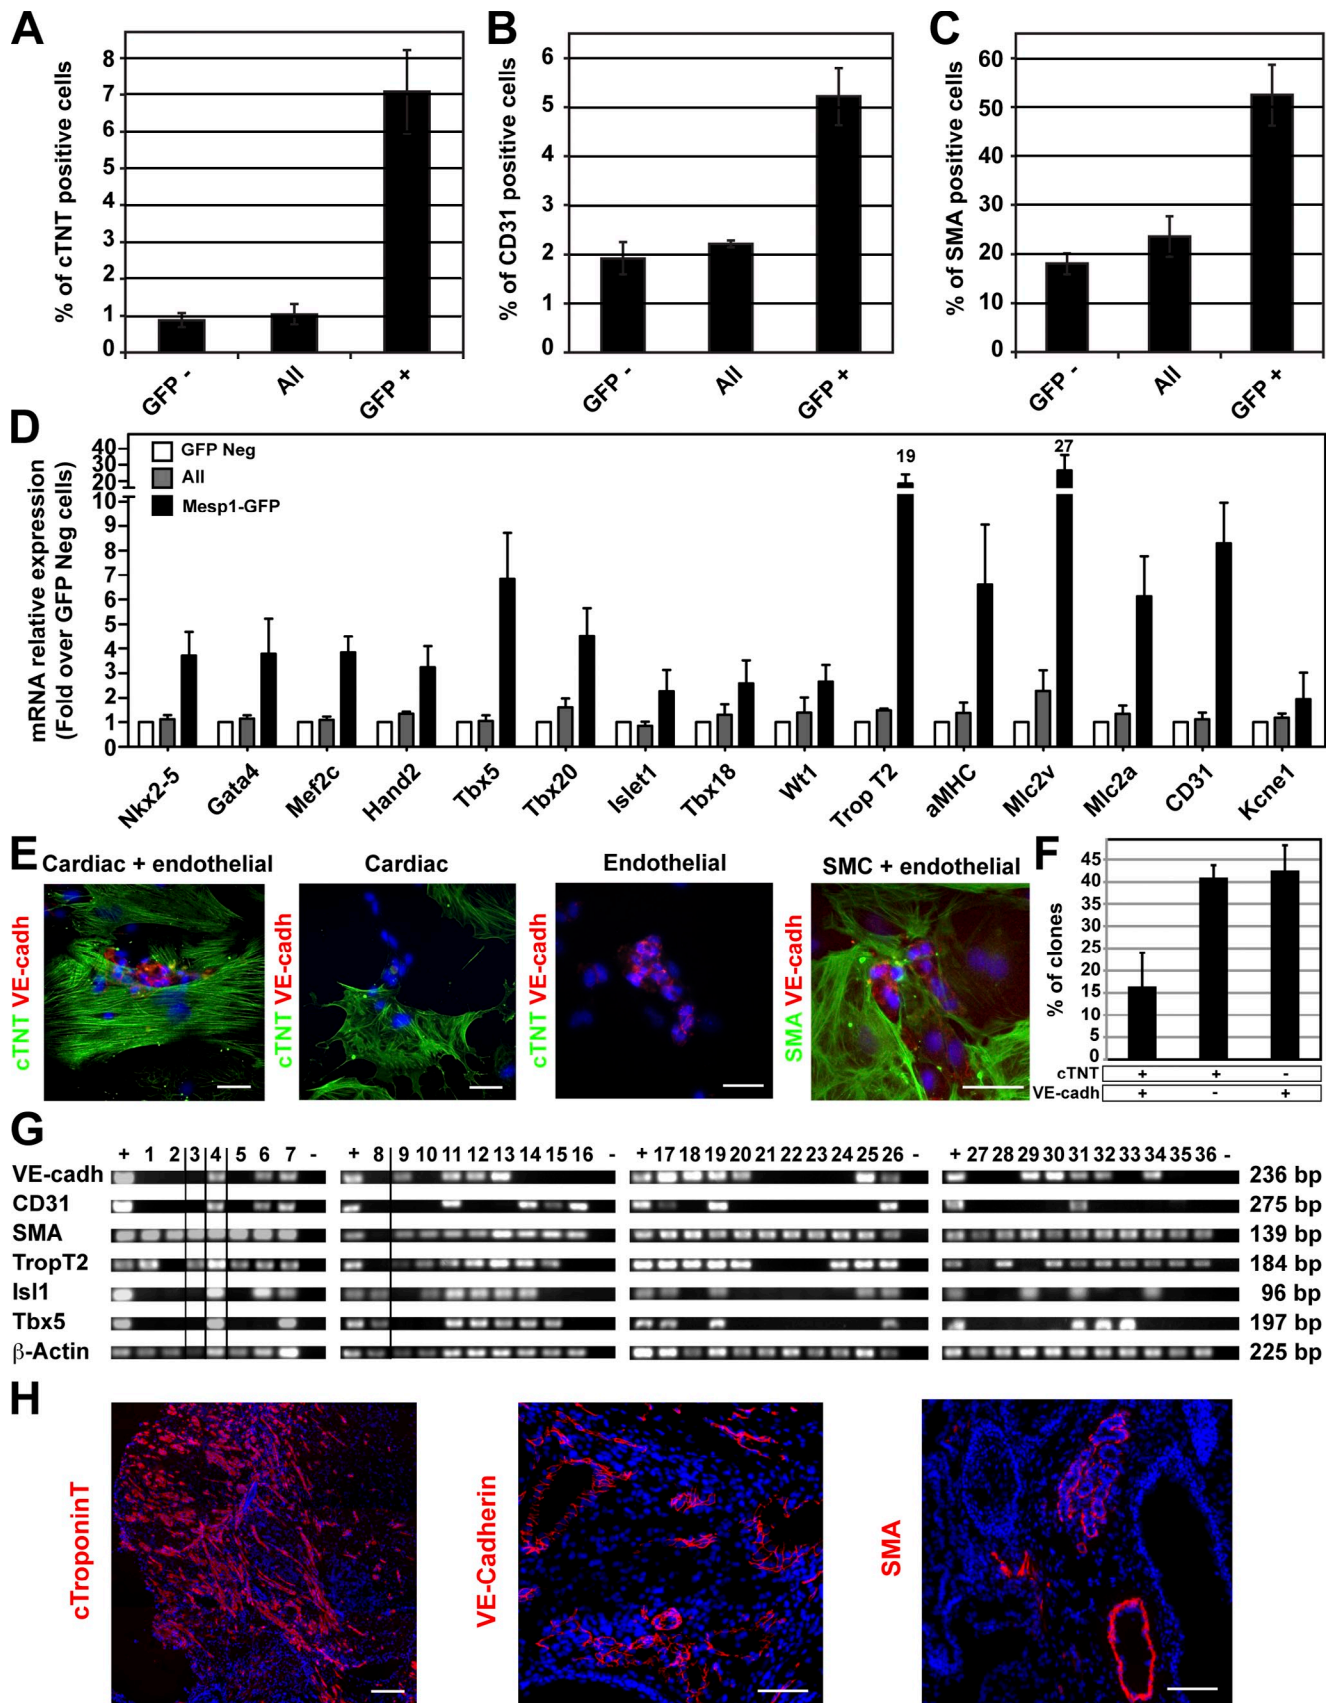 A
% of cTNT positive cells
8
7
6
5
4
3
2
1
0
GFP -
All
GFP +
B
% of CD31 positive cells
6
5
4
3
2
1
0
GFP -
All
GFP +
C
% of SMA positive cells
60
50
40
30
20
10
0
GFP -
All
GFP +
D
mRNA relative expression
(Fold over GFP Neg cells)
40
30
20
10
9
8
7
6
5
4
3
2
1
0
GFP Neg
All
Mesp1-GFP
19
27
Nkx2-5
Gata4
Mef2c
Hand2
Tbx5
Tbx20
Islet1
Tbx18
Wt1
Trop T2
aMHC
Mlc2v
Mlc2a
CD31
Kcne1
E
Cardiac + endothelial
cTNT VE-cadh
Cardiac
cTNT VE-cadh
Endothelial
cTNT VE-cadh
SMC + endothelial
SMA VE-cadh
F
% of clones
45
40
35
30
25
20
15
10
5
0
cTNT + + -
VE-cadh + - +
G
+ 1 2 3 4 5 6 7 - + 8 9 10 11 12 13 14 15 16 - + 17 18 19 20 21 22 23 24 25 26 - + 27 28 29 30 31 32 33 34 35 36 -
VE-cadh 236 bp
CD31 275 bp
SMA 139 bp
TropT2 184 bp
Isl1 96 bp
Tbx5 197 bp
β-Actin 225 bp
H
cTroponinT
VE-Cadherin
SMA